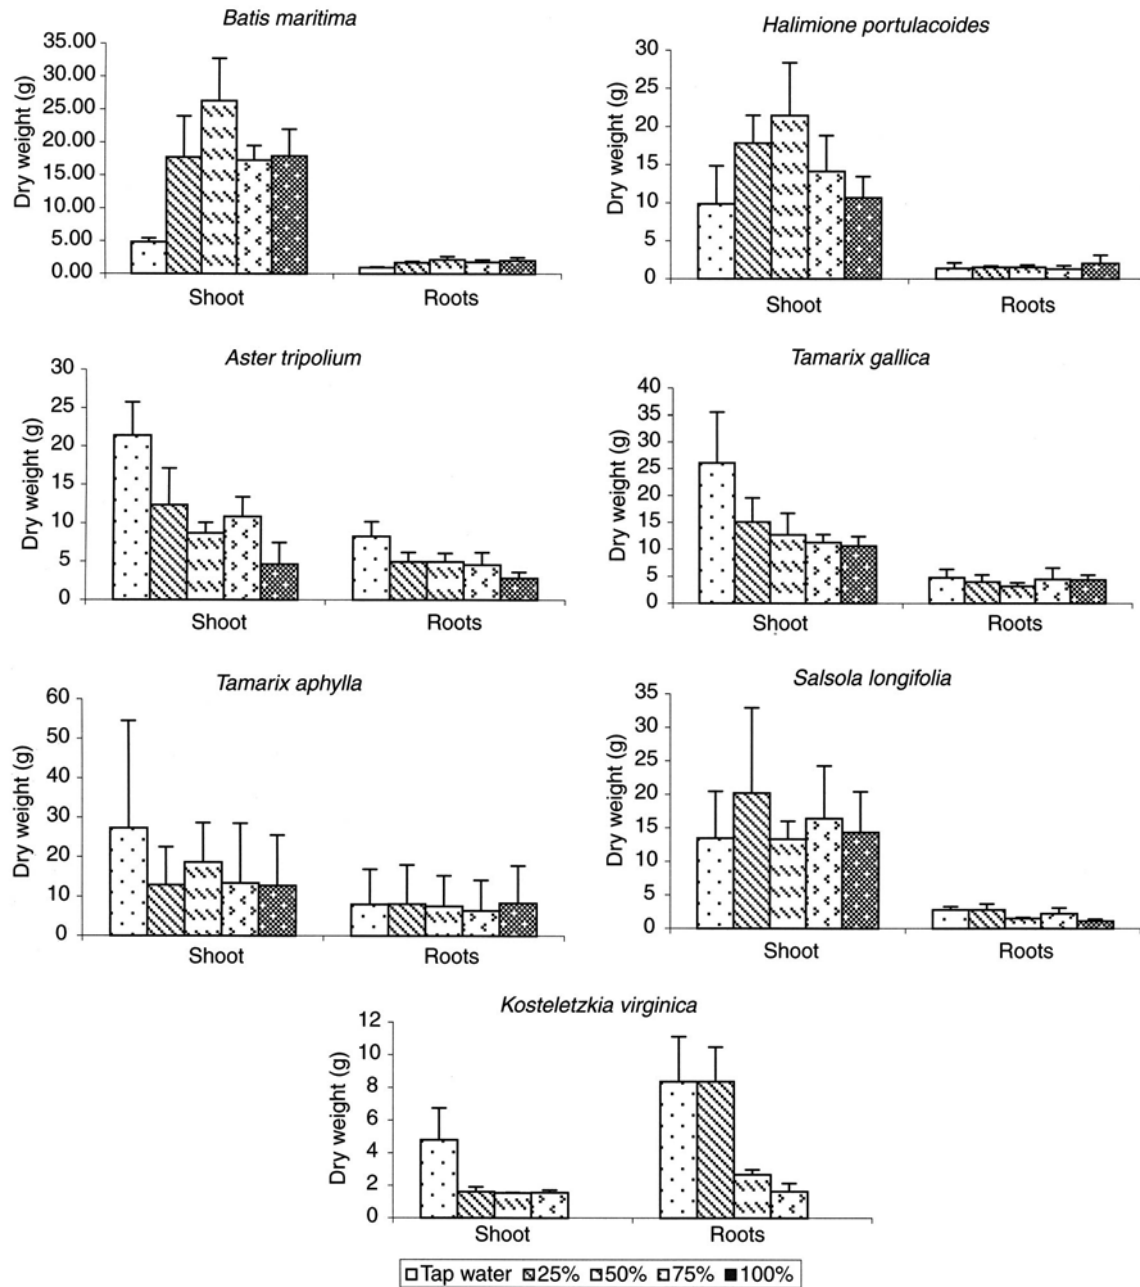 Batis maritima
35.00
30.00
25.00
20.00
15.00
10.00
5.00
0.00
Dry weight (g)
Shoot
Roots
Halimione portulacoides
30
25
20
15
10
5
0
Dry weight (g)
Shoot
Roots
Aster tripolium
30
25
20
15
10
5
0
Dry weight (g)
Shoot
Roots
Tamarix gallica
40
35
30
25
20
15
10
5
0
Dry weight (g)
Shoot
Roots
Tamarix aphylla
60
50
40
30
20
10
0
Dry weight (g)
Shoot
Roots
Salsola longifolia
35
30
25
20
15
10
5
0
Dry weight (g)
Shoot
Roots
Kosteletzkia virginica
12
10
8
6
4
2
0
Dry weight (g)
Shoot
Roots
Tap water 25% 50% 75% 100%